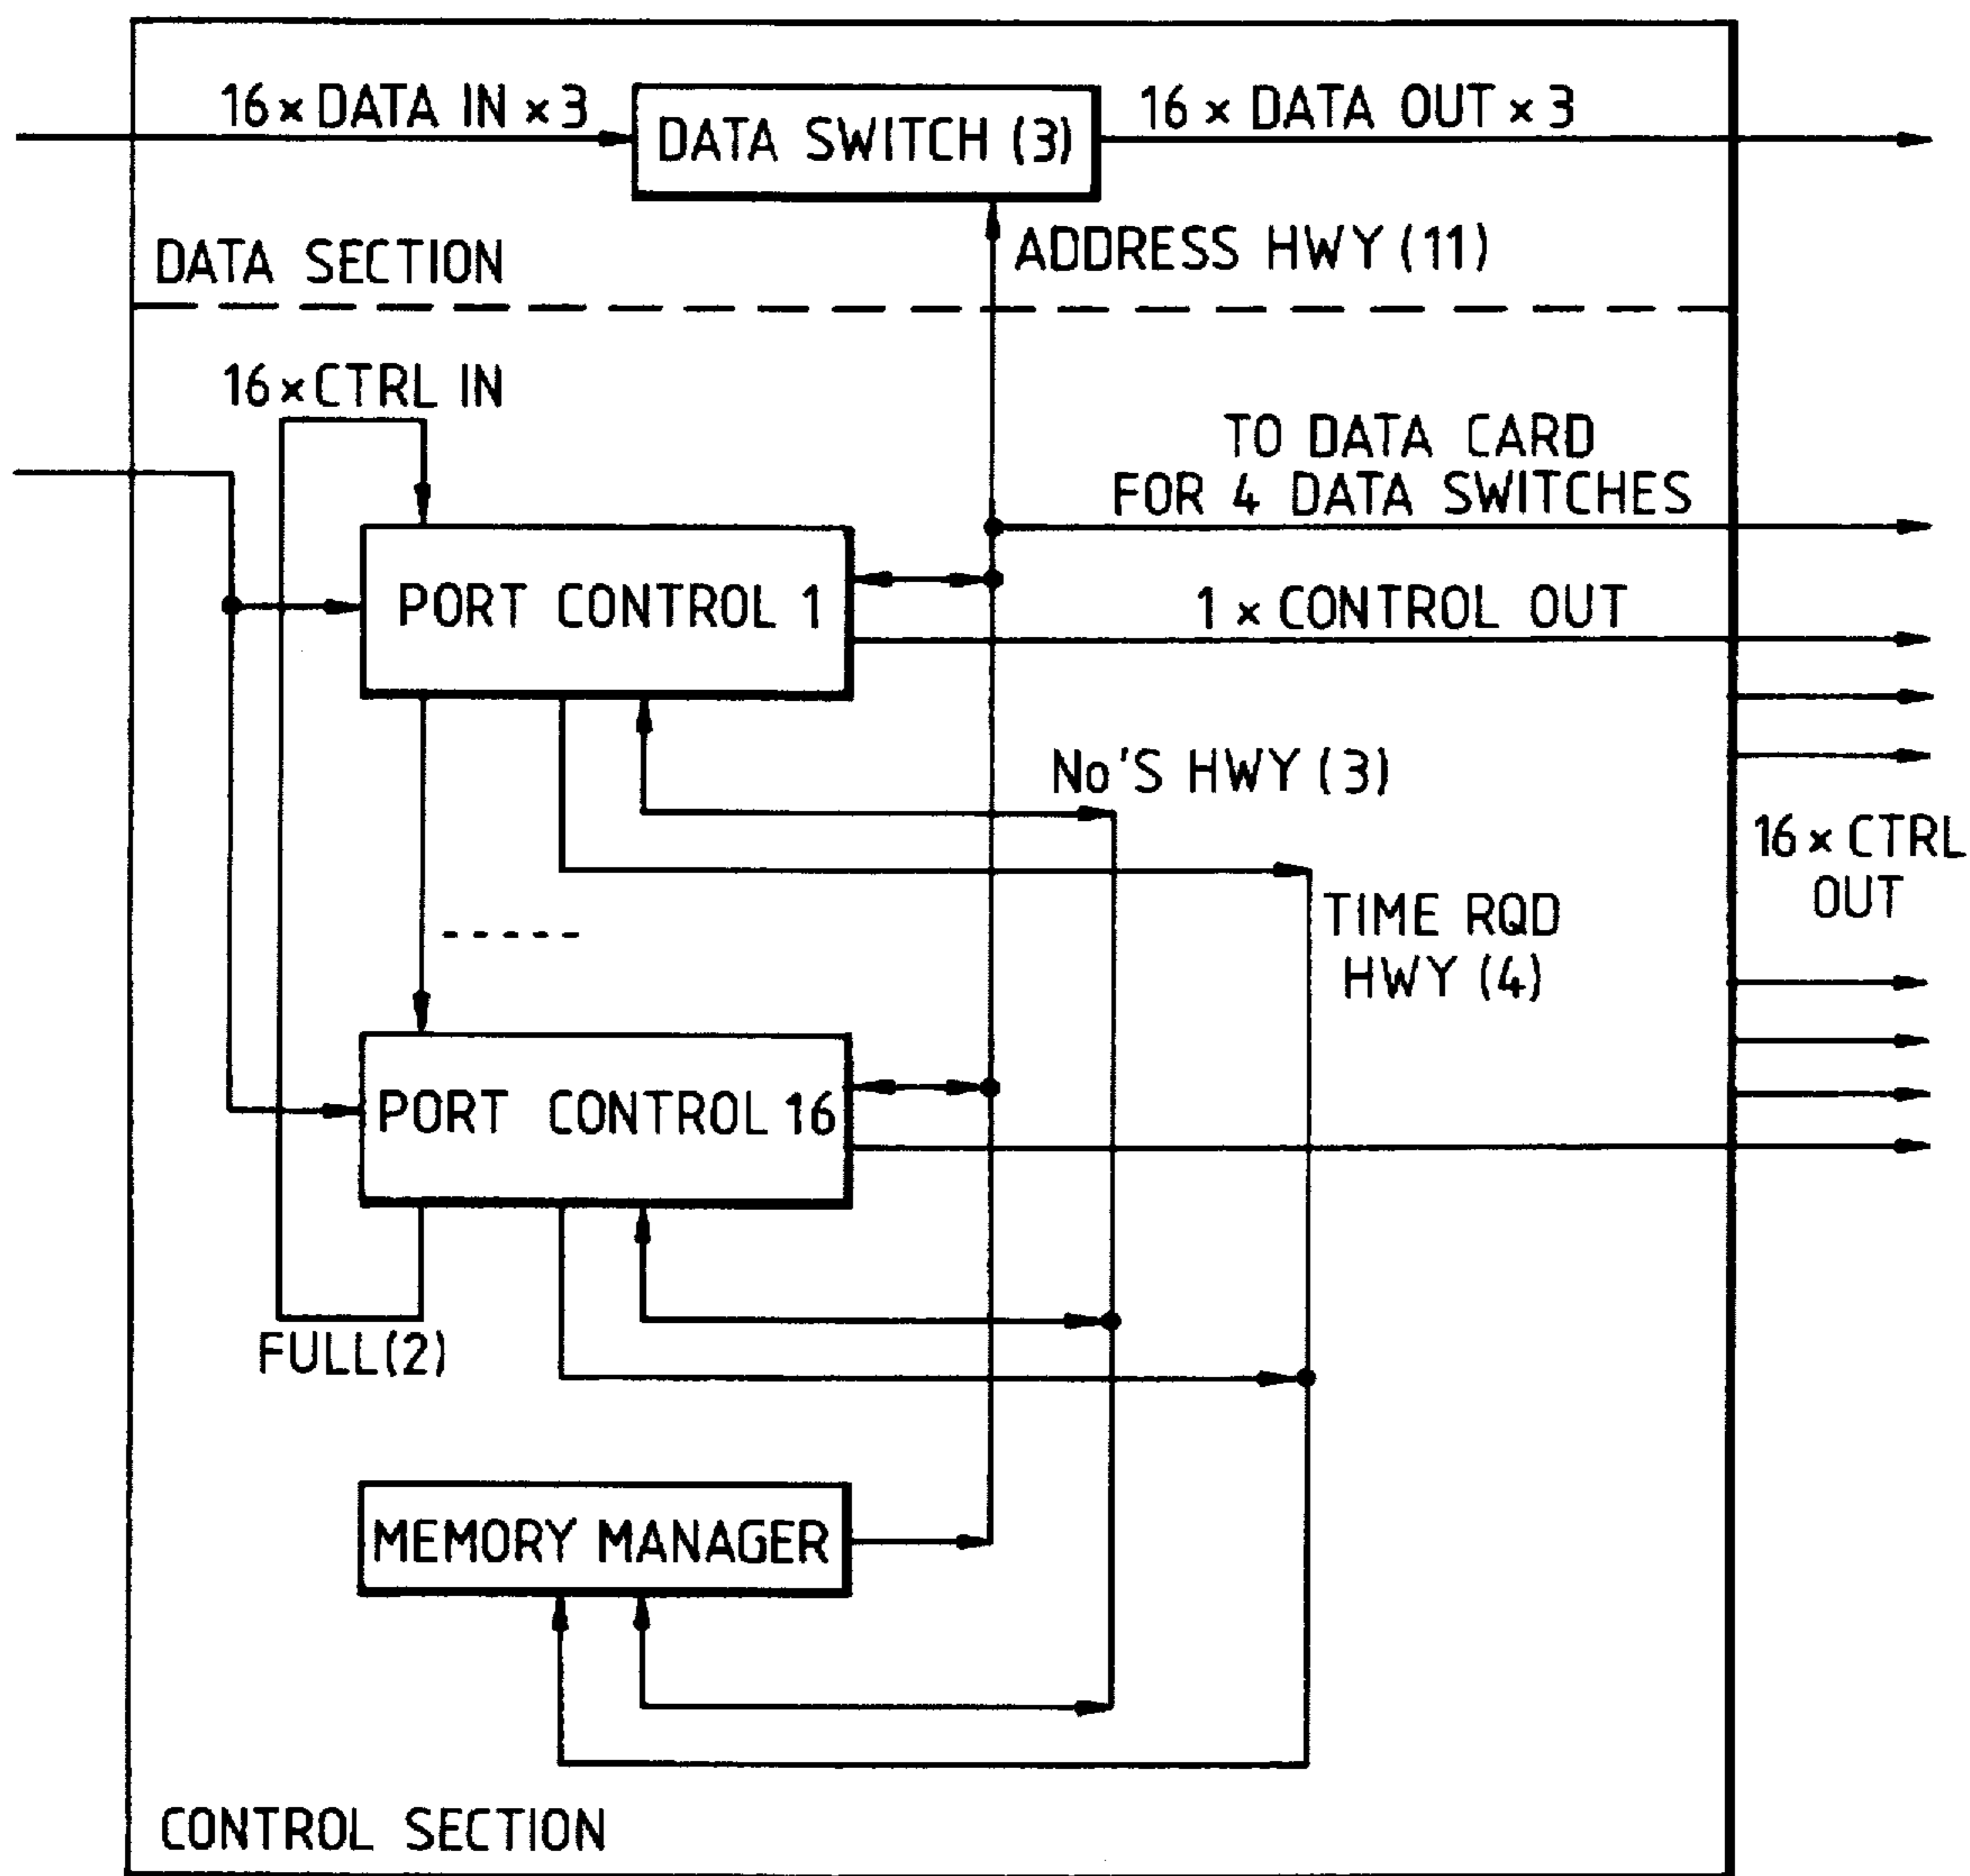 16 × DATA IN × 3
DATA SWITCH (3)
16 × DATA OUT × 3
DATA SECTION
ADDRESS HWY (11)
16 × CTRL IN
TO DATA CARD
FOR 4 DATA SWITCHES
PORT CONTROL 1
1 × CONTROL OUT
No'S HWY (3)
16 × CTRL
OUT
TIME RQD
HWY (4)
PORT CONTROL 16
FULL(2)
MEMORY MANAGER
CONTROL SECTION